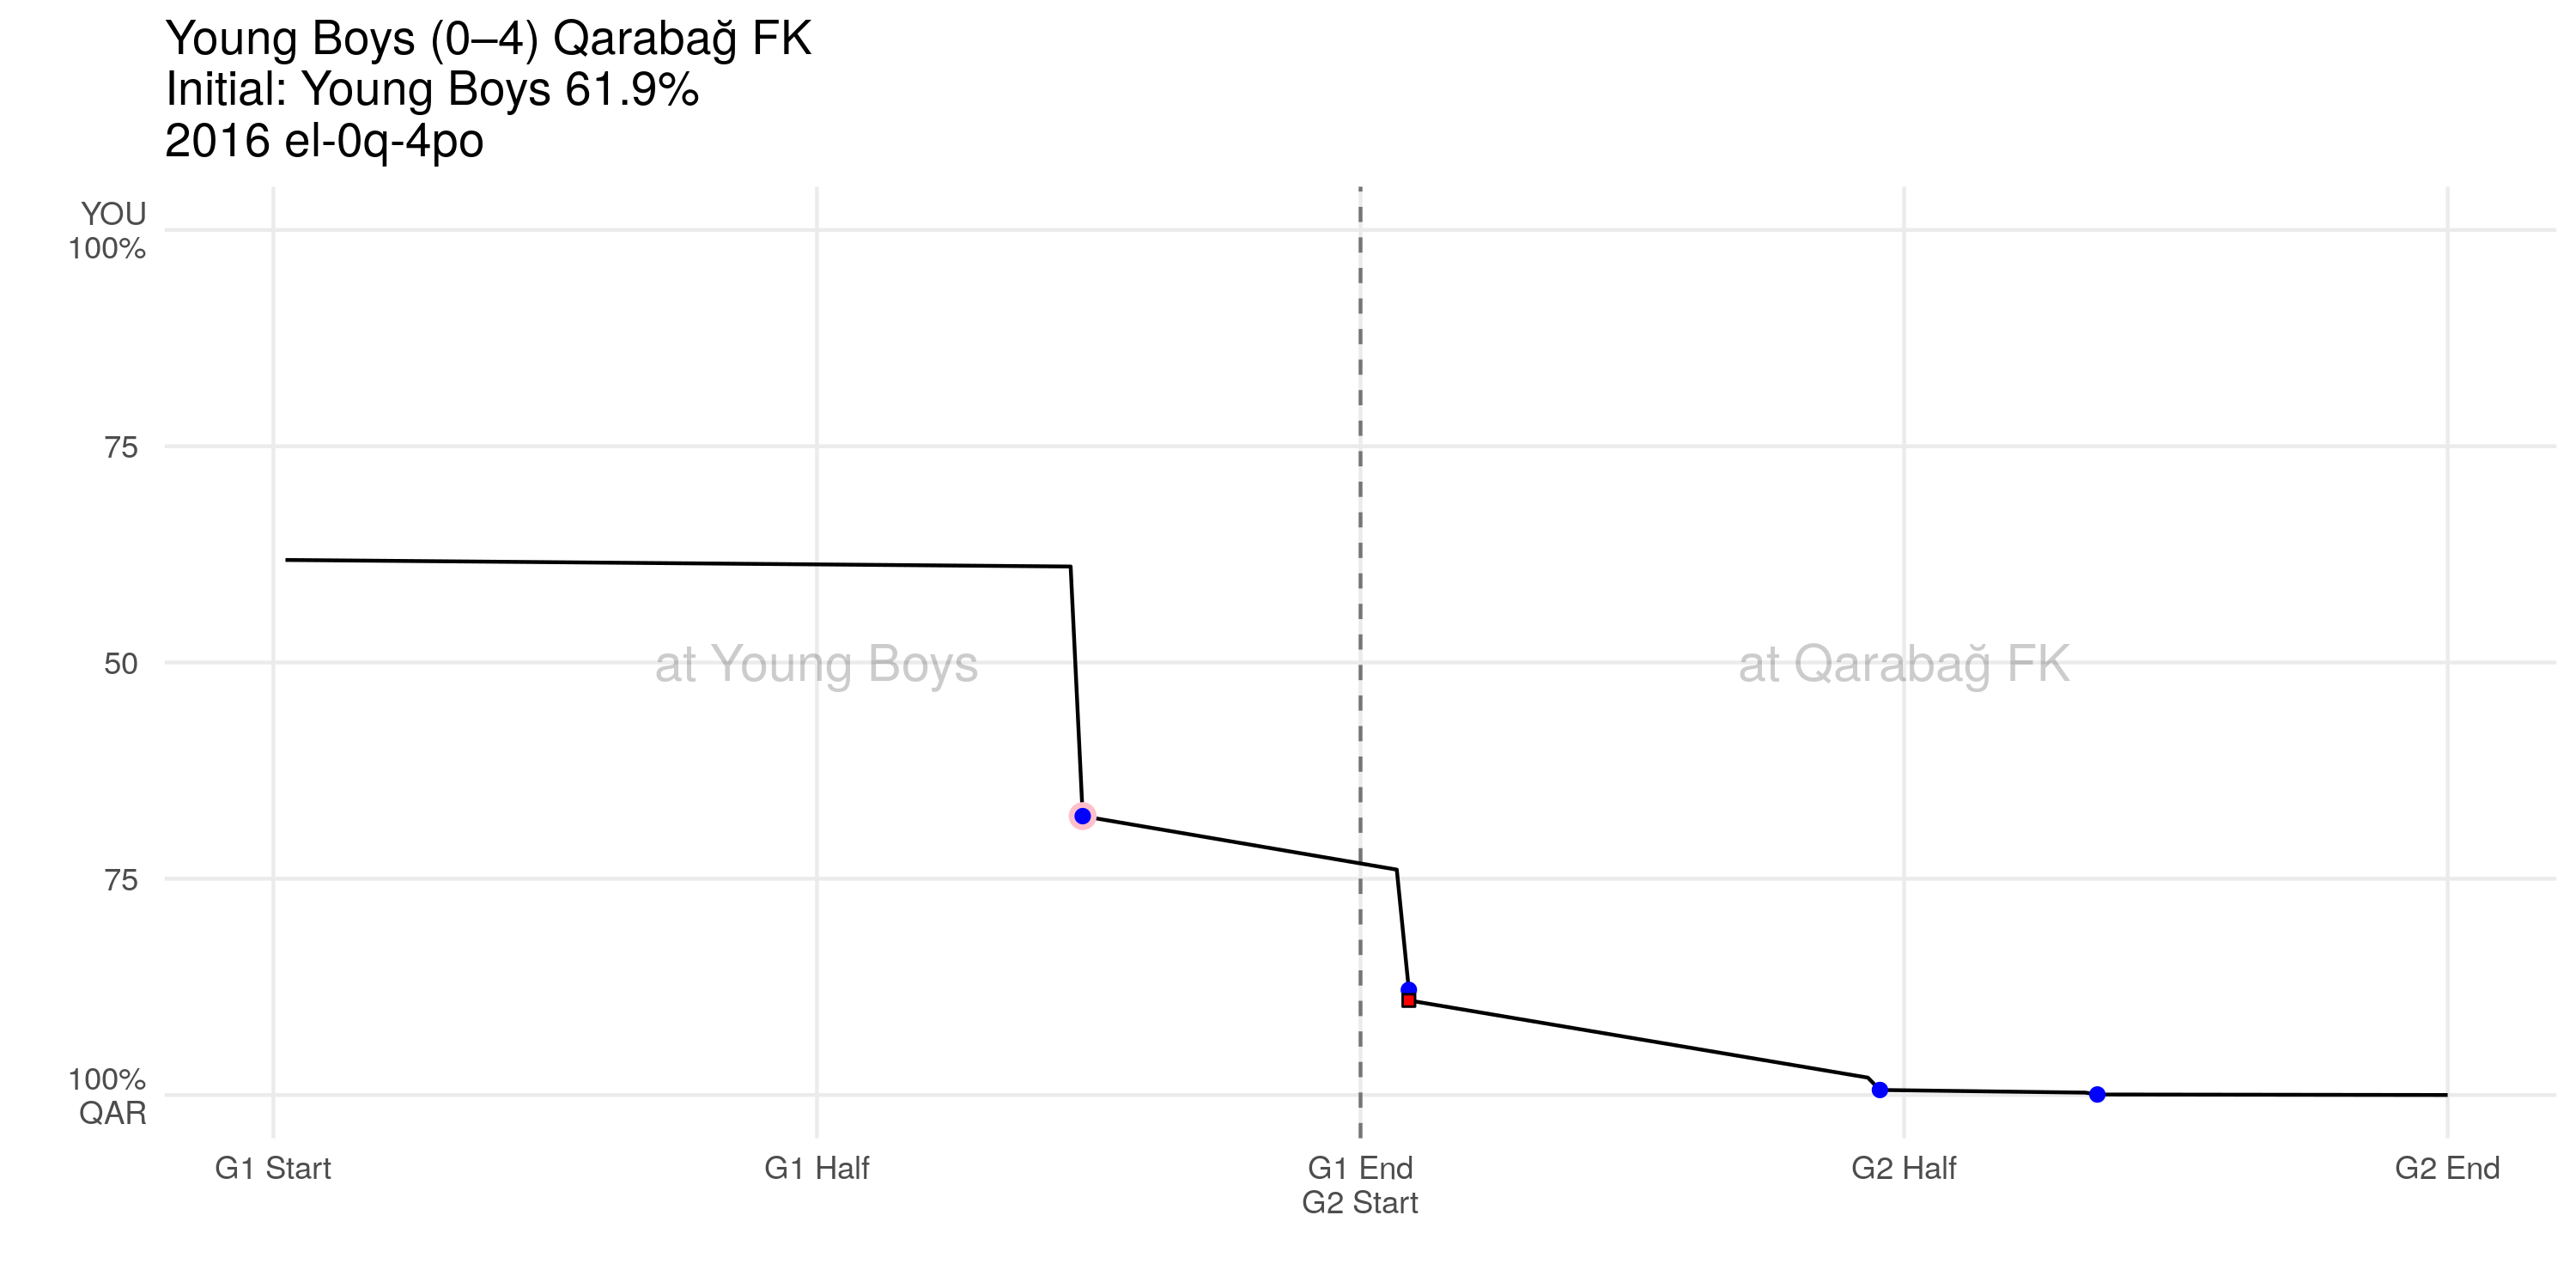 Young Boys (0–4) Qarabağ FK
Initial: Young Boys 61.9%
2016 el-0q-4po
YOU
100%
75
50
75
100%
QAR
at Young Boys
at Qarabağ FK
G1 Start
G1 Half
G1 End
G2 Start
G2 Half
G2 End